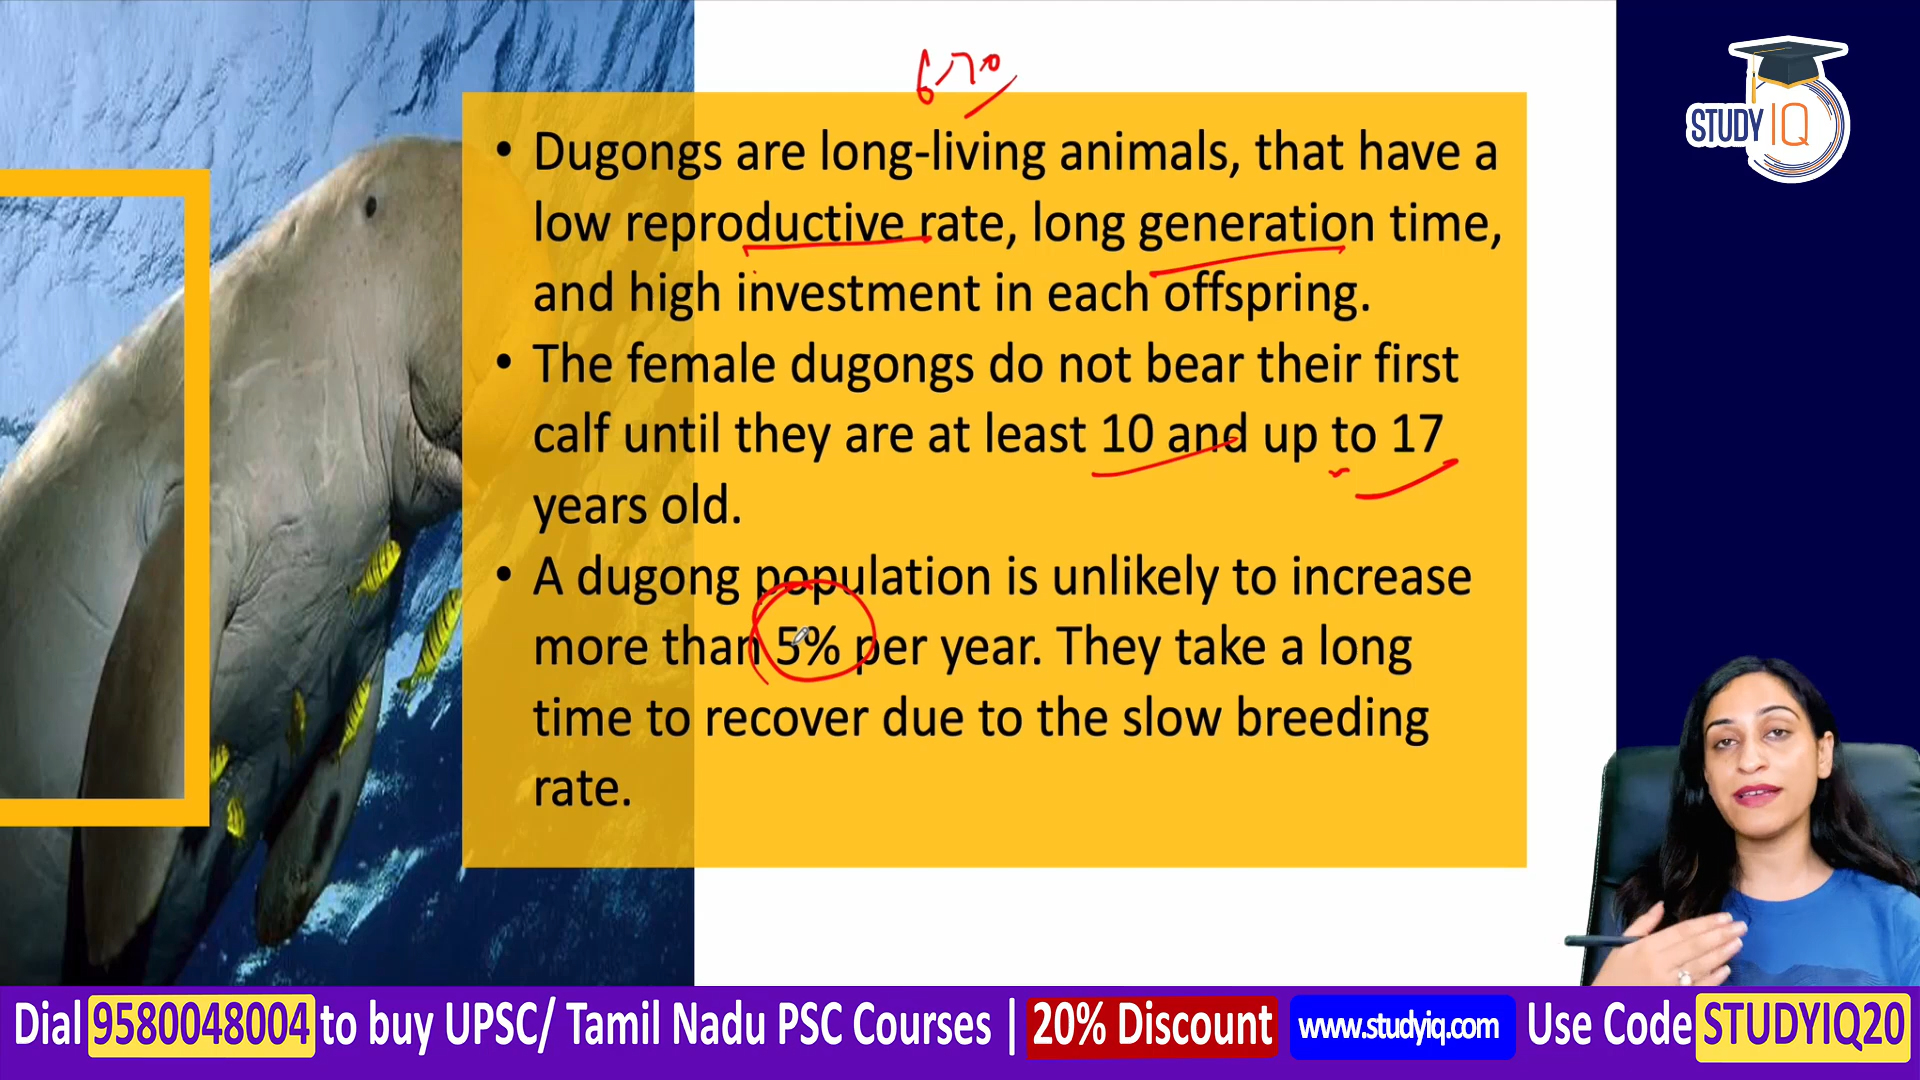 • Dugongs are long-living animals, that have a
low reproductive rate, long generation time,
and high investment in each offspring.
• The female dugongs do not bear their first
calf until they are at least 10 and up to 17
years old.
• A dugong population is unlikely to increase
more than 5% per year. They take a long
time to recover due to the slow breeding
rate.
STUDY IQ
Dial 9580048004 to buy UPSC/ Tamil Nadu PSC Courses | 20% Discount www.studyiq.com Use Code STUDYIQ20